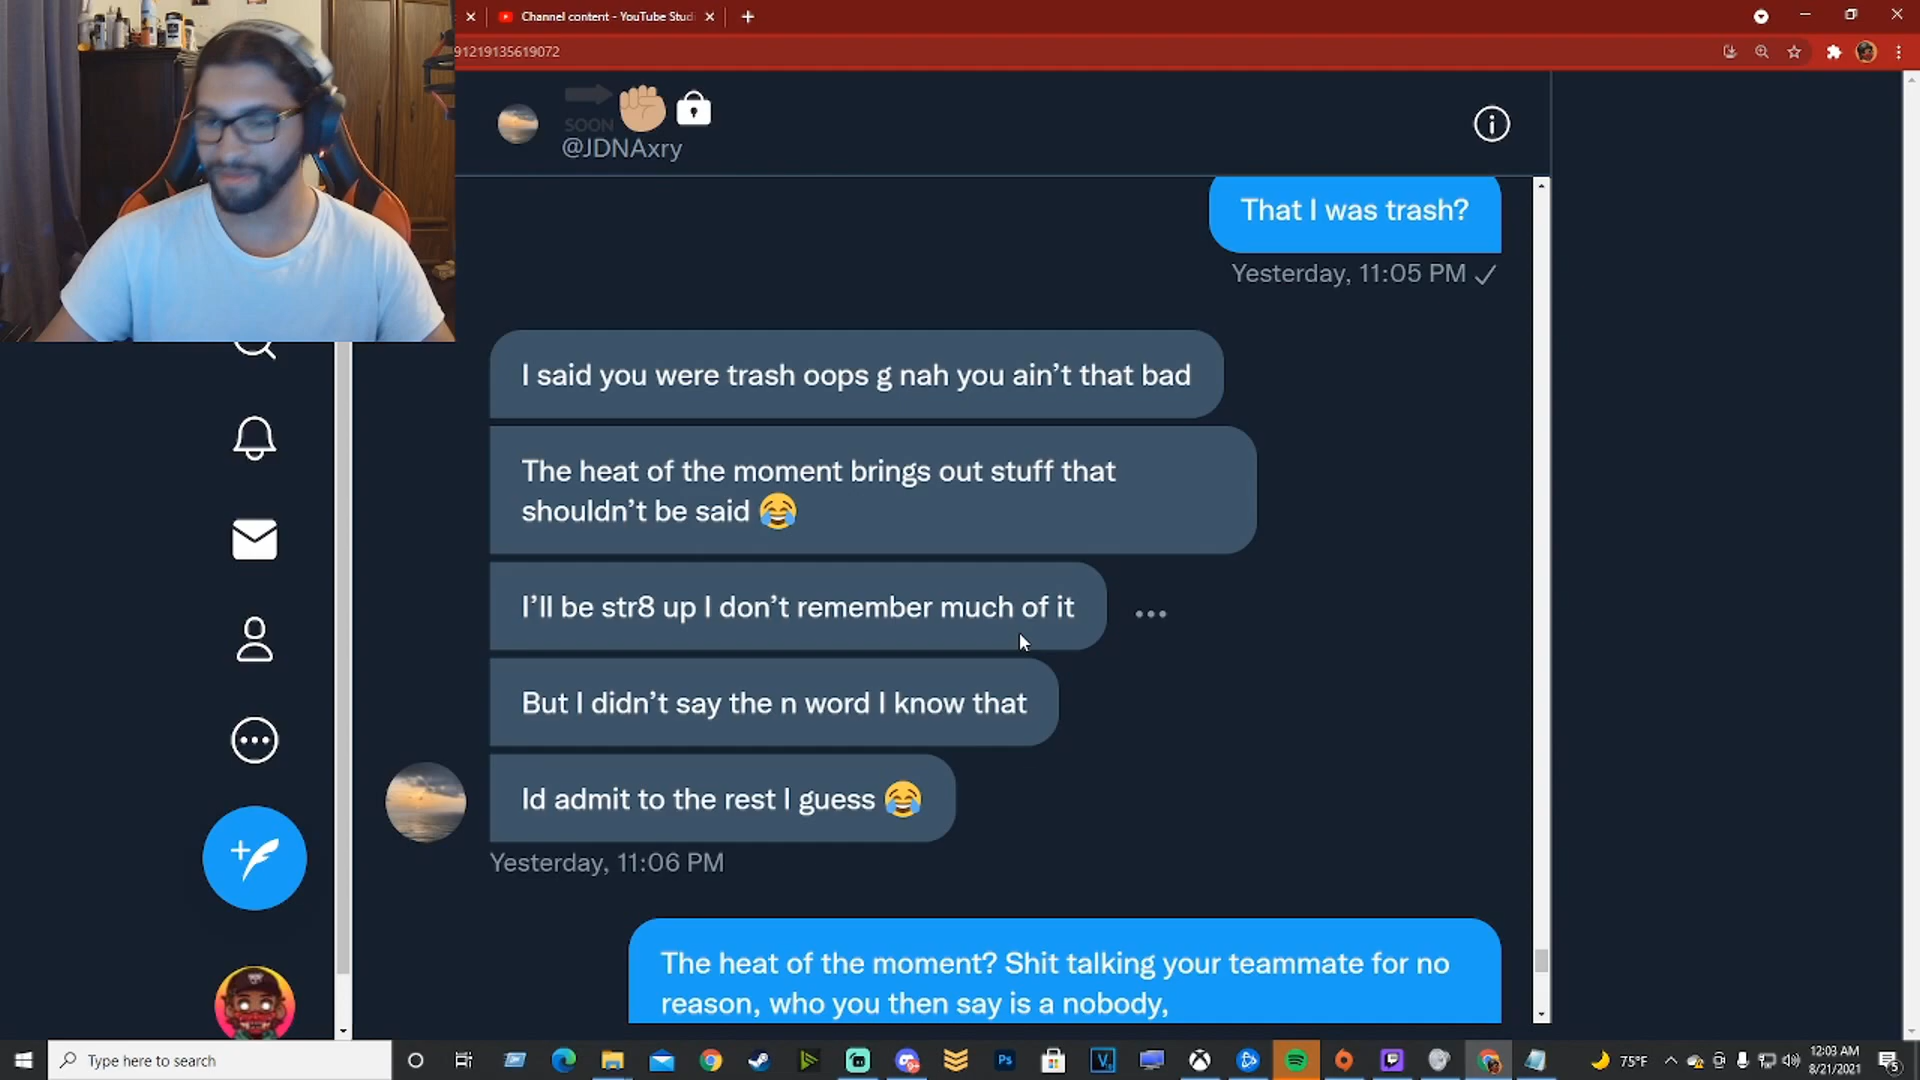 Channel content - YouTube Studi
91219135619072
SOON
@JDNAxry
That I was trash?
Yesterday, 11:05 PM
I said you were trash oops g nah you ain’t that bad
The heat of the moment brings out stuff that
shouldn’t be said 😂
I’ll be str8 up I don’t remember much of it
But I didn’t say the n word I know that
Id admit to the rest I guess 😂
Yesterday, 11:06 PM
The heat of the moment? Shit talking your teammate for no
reason, who you then say is a nobody,
Type here to search
75°F
12:03 AM
8/21/2021
5